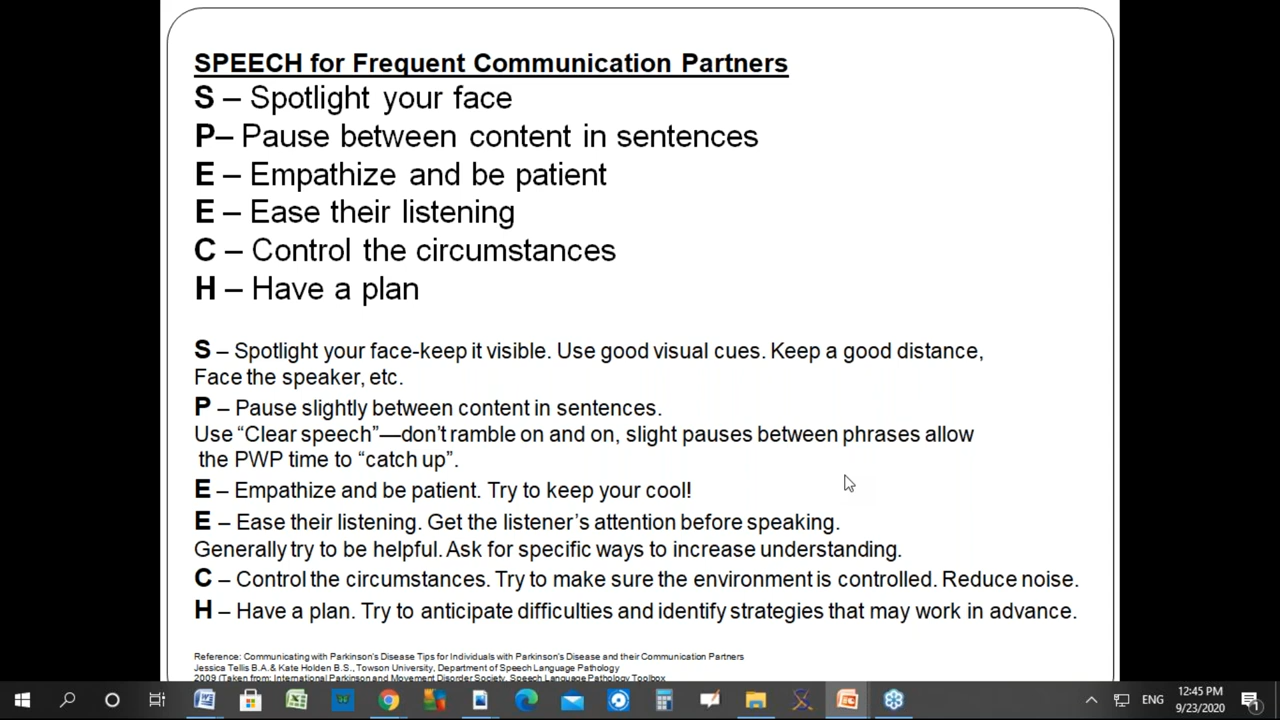 SPEECH for Frequent Communication Partners
S – Spotlight your face
P– Pause between content in sentences
E – Empathize and be patient
E – Ease their listening
C – Control the circumstances
H – Have a plan
S – Spotlight your face-keep it visible. Use good visual cues. Keep a good distance,
Face the speaker, etc.
P – Pause slightly between content in sentences.
Use “Clear speech”—don’t ramble on and on, slight pauses between phrases allow
the PWP time to “catch up”.
E – Empathize and be patient. Try to keep your cool!
E – Ease their listening. Get the listener’s attention before speaking.
Generally try to be helpful. Ask for specific ways to increase understanding.
C – Control the circumstances. Try to make sure the environment is controlled. Reduce noise.
H – Have a plan. Try to anticipate difficulties and identify strategies that may work in advance.
Reference: Communicating with Parkinson's Disease Tips for Individuals with Parkinson's Disease and their Communication Partners
Jessica Tellis B.A.& Kate Holden B.S., Towson University, Department of Speech Language Pathology
2009 (Taken from: International Parkinson and Movement Disorder Society, Speech Language Pathology Toolbox
ENG
12:45 PM
9/23/2020
1